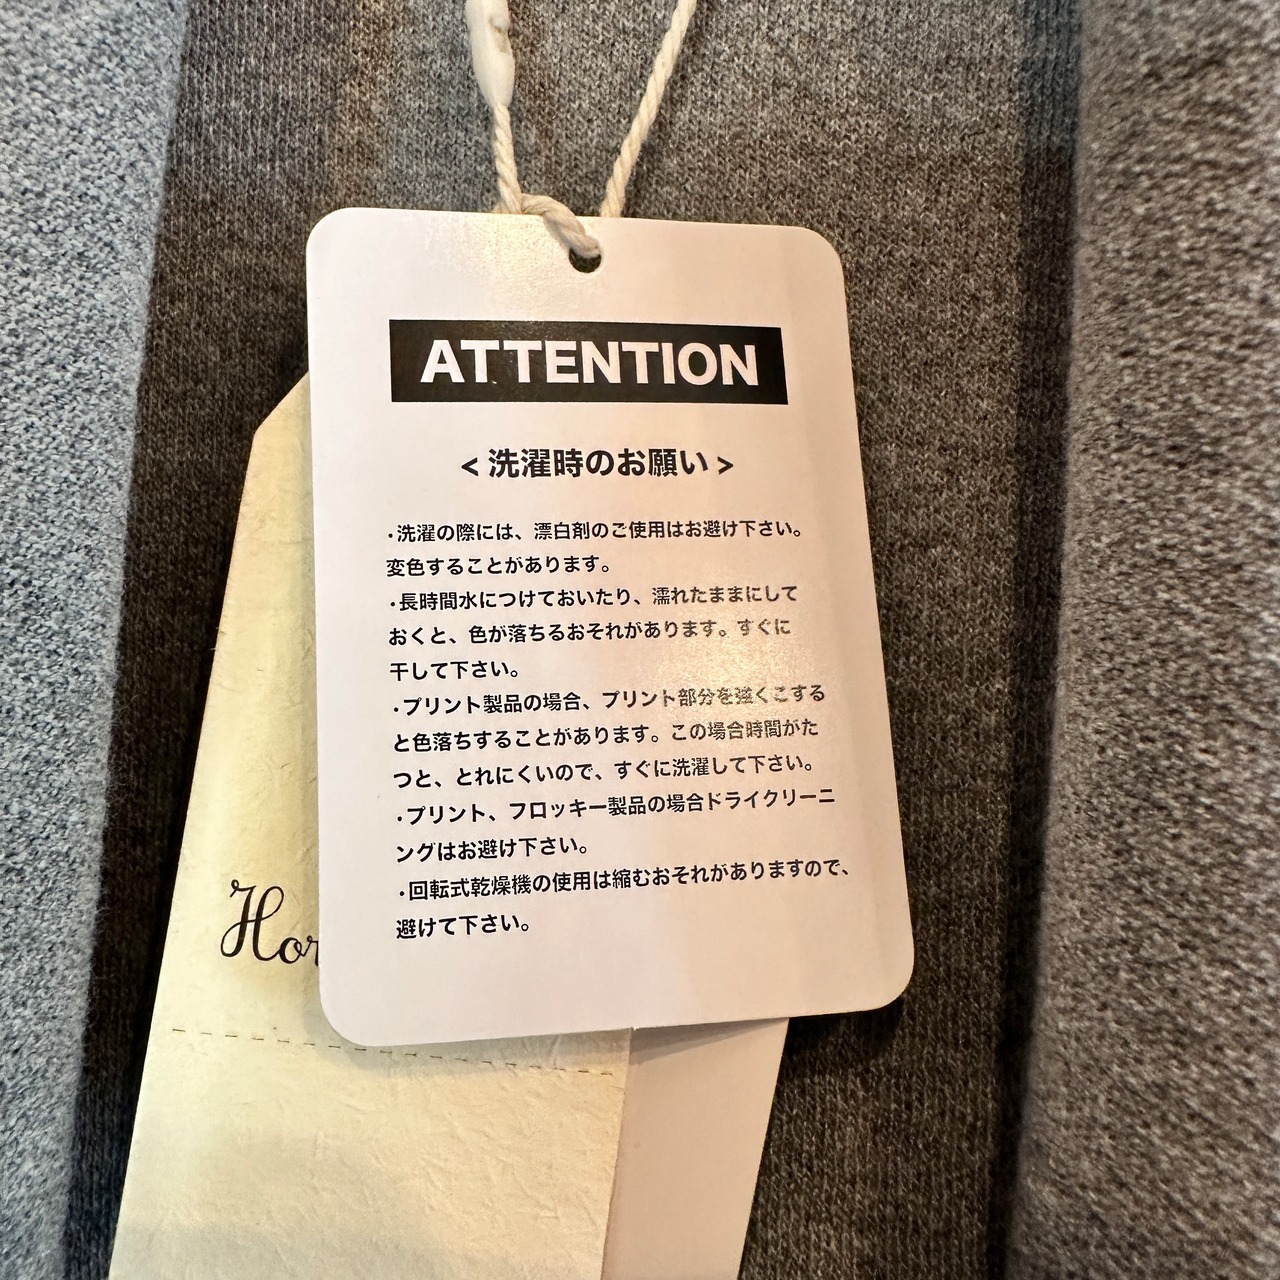 ATTENTION
< 洗濯時のお願い >
・洗濯の際には、漂白剤のご使用はお避け下さい。
変色することがあります。
・長時間水につけておいたり、濡れたままにして
おくと、色が落ちるおそれがあります。すぐに
干して下さい。
・プリント製品の場合、プリント部分を強くこする
と色落ちすることがあります。この場合時間がた
つと、とれにくいので、すぐに洗濯して下さい。
・プリント、フロッキー製品の場合ドライクリーニ
ングはお避け下さい。
・回転式乾燥機の使用は縮むおそれがありますので、
避けて下さい。